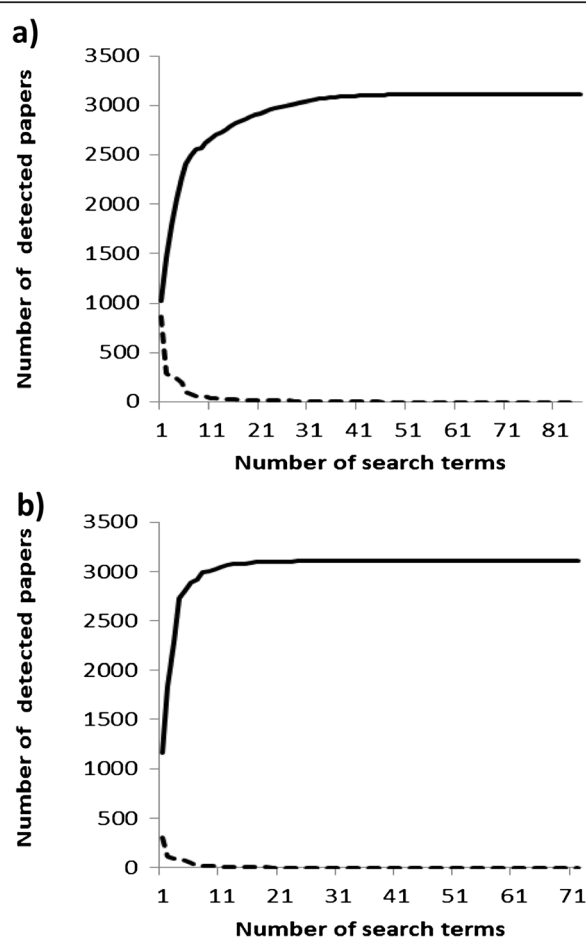 a)
3500
3000
2500
2000
1500
1000
500
0
Number of detected papers
1 11 21 31 41 51 61 71 81
Number of search terms
b)
3500
3000
2500
2000
1500
1000
500
0
Number of detected papers
1 11 21 31 41 51 61 71
Number of search terms